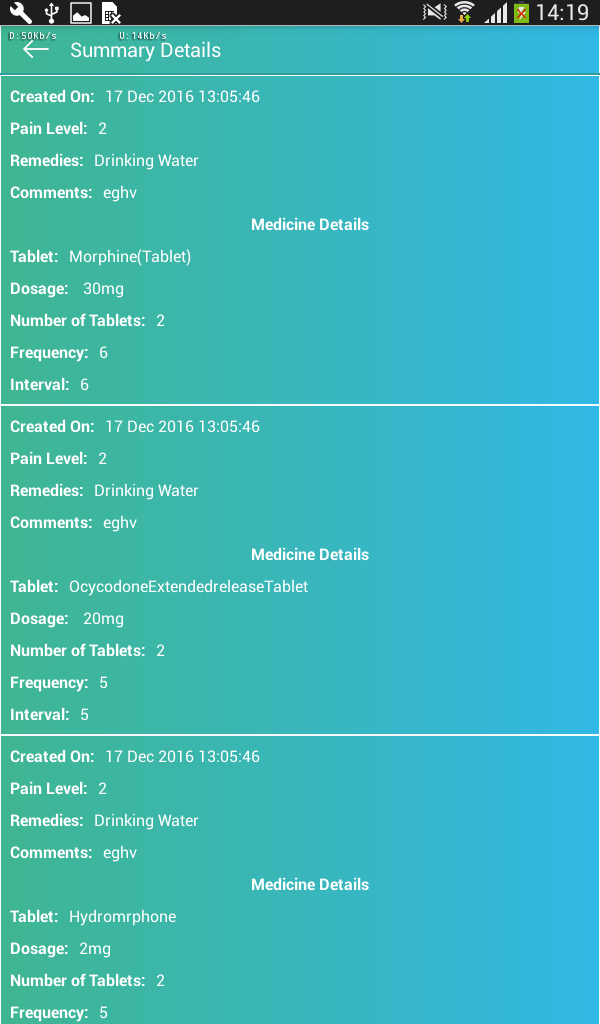 14:19
D:50Kb/s U:14Kb/s
Summary Details
Created On: 17 Dec 2016 13:05:46
Pain Level: 2
Remedies: Drinking Water
Comments: eghv
Medicine Details
Tablet: Morphine(Tablet)
Dosage: 30mg
Number of Tablets: 2
Frequency: 6
Interval: 6
Created On: 17 Dec 2016 13:05:46
Pain Level: 2
Remedies: Drinking Water
Comments: eghv
Medicine Details
Tablet: OcycodoneExtendedreleaseTablet
Dosage: 20mg
Number of Tablets: 2
Frequency: 5
Interval: 5
Created On: 17 Dec 2016 13:05:46
Pain Level: 2
Remedies: Drinking Water
Comments: eghv
Medicine Details
Tablet: Hydromrphone
Dosage: 2mg
Number of Tablets: 2
Frequency: 5